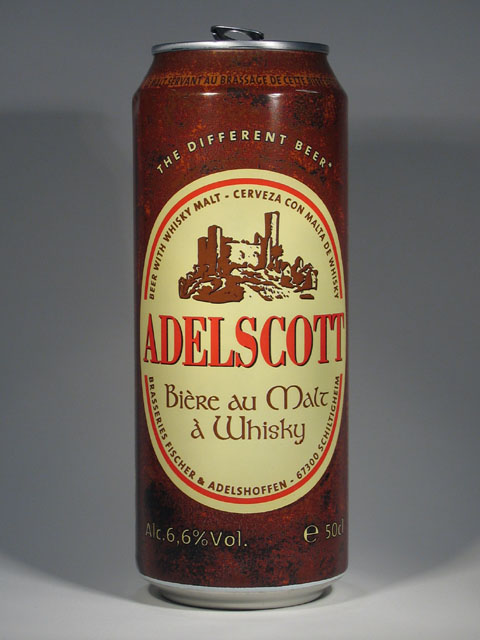 MALT SERVANT AU BRASSAGE DE CETTE
THE DIFFERENT BEER*
BEER WITH WHISKY MALT - CERVEZA CON MALTA DE WHISKY
ADELSCOTT
Bière au Malt
à Whisky
BRASSERIES FISCHER & ADELSHOFFEN - 67300 SCHILTIGHEIM
Alc.6,6%Vol.
e 50cl